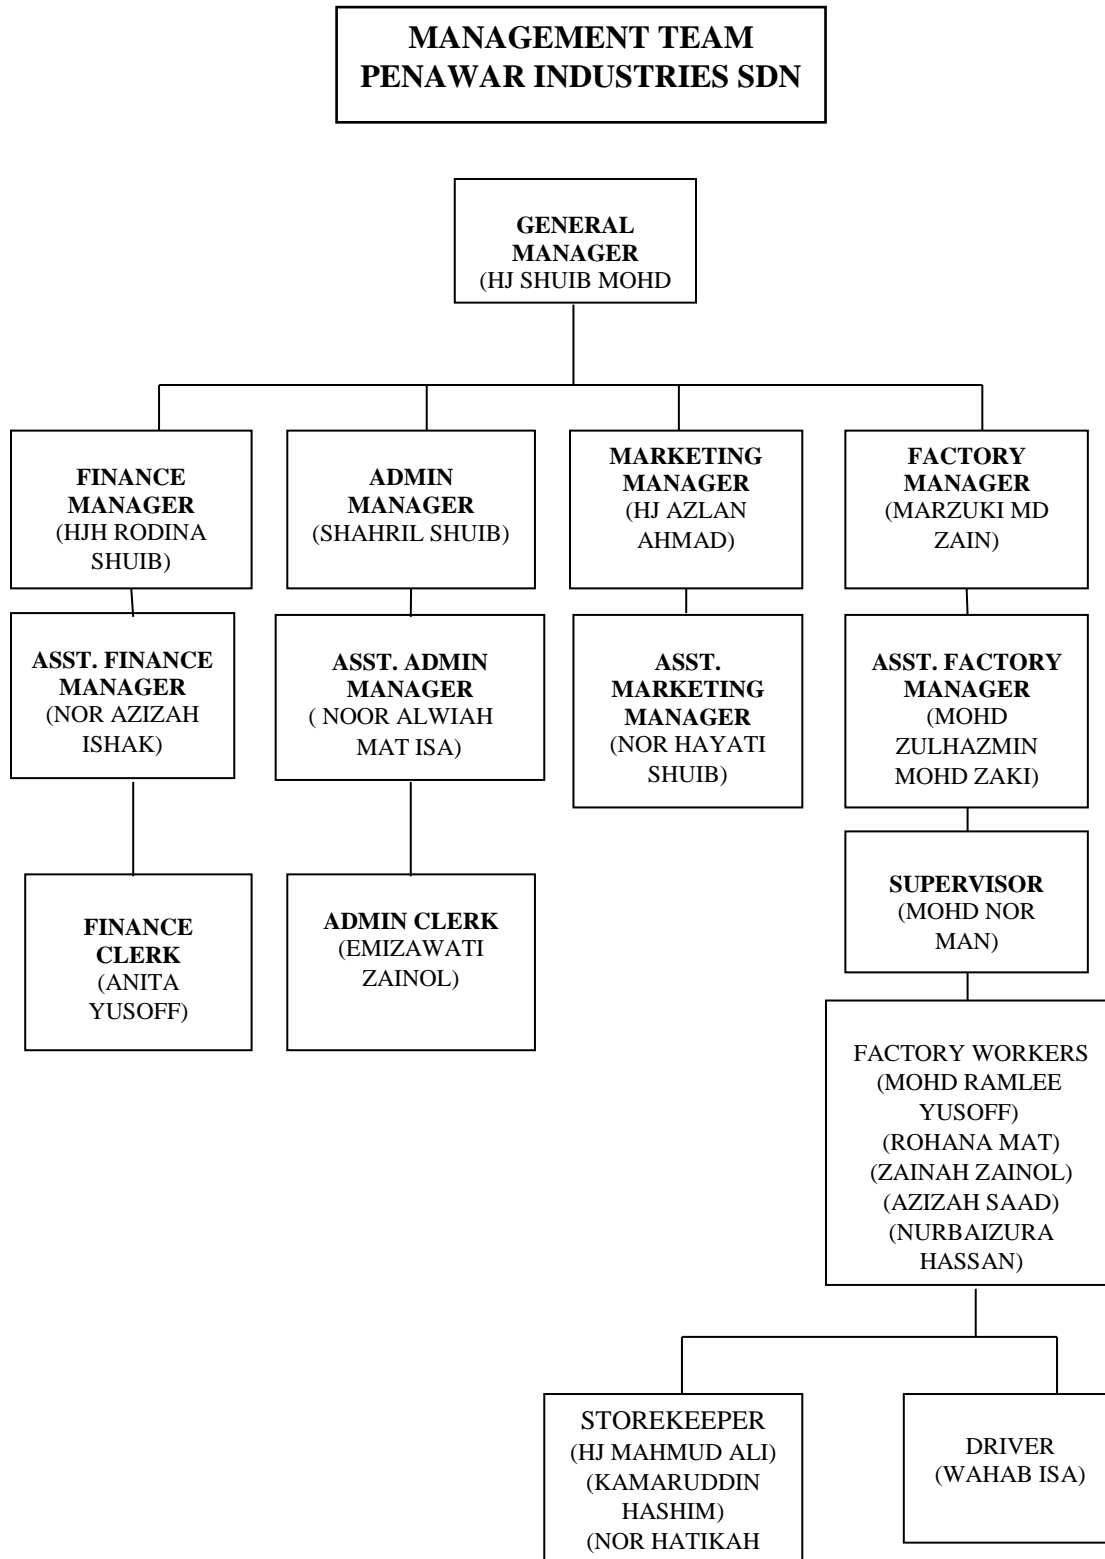 MANAGEMENT TEAM
PENAWAR INDUSTRIES SDN
GENERAL
MANAGER
(HJ SHUIB MOHD
FINANCE
MANAGER
(HJH RODINA
SHUIB)
ADMIN
MANAGER
(SHAHRIL SHUIB)
MARKETING
MANAGER
(HJ AZLAN
AHMAD)
FACTORY
MANAGER
(MARZUKI MD
ZAIN)
ASST. FINANCE
MANAGER
(NOR AZIZAH
ISHAK)
ASST. ADMIN
MANAGER
( NOOR ALWIAH
MAT ISA)
ASST.
MARKETING
MANAGER
(NOR HAYATI
SHUIB)
ASST. FACTORY
MANAGER
(MOHD
ZULHAZMIN
MOHD ZAKI)
SUPERVISOR
(MOHD NOR
MAN)
FINANCE
CLERK
(ANITA
YUSOFF)
ADMIN CLERK
(EMIZAWATI
ZAINOL)
FACTORY WORKERS
(MOHD RAMLEE
YUSOFF)
(ROHANA MAT)
(ZAINAH ZAINOL)
(AZIZAH SAAD)
(NURBAIZURA
HASSAN)
STOREKEEPER
(HJ MAHMUD ALI)
(KAMARUDDIN
HASHIM)
(NOR HATIKAH
DRIVER
(WAHAB ISA)